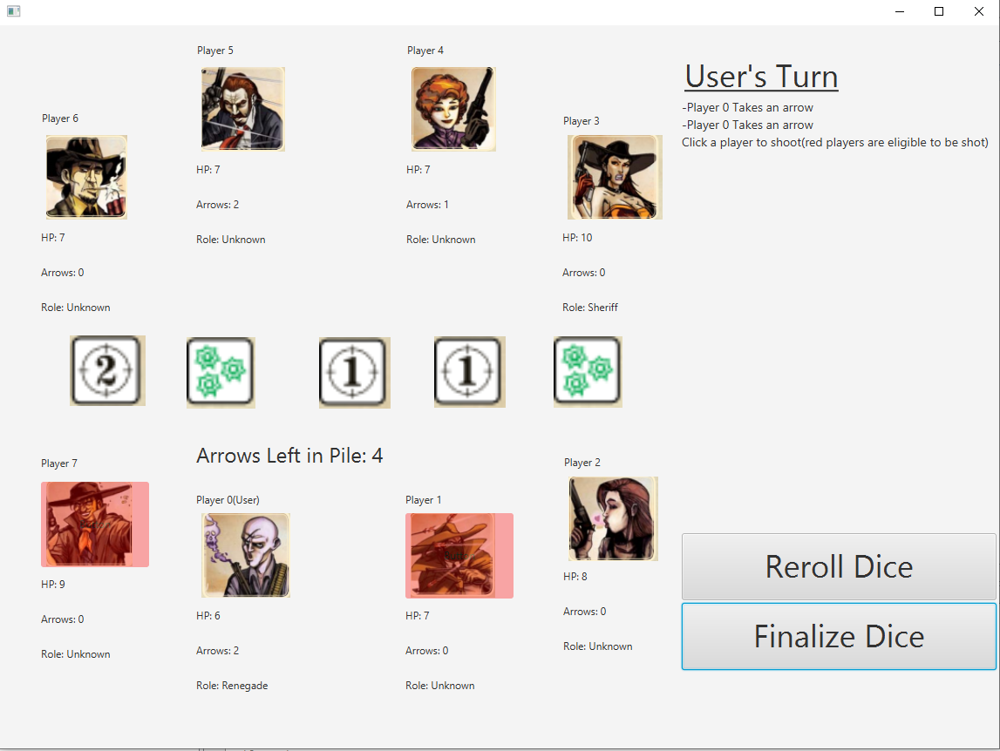 Player 5
Player 4
User's Turn
-Player 0 Takes an arrow
-Player 0 Takes an arrow
Click a player to shoot(red players are eligible to be shot)
Player 6
Player 3
HP: 7
HP: 7
Arrows: 2
Arrows: 1
Role: Unknown
Role: Unknown
HP: 7
HP: 10
Arrows: 0
Arrows: 0
Role: Unknown
Role: Sheriff
2
1
1
Arrows Left in Pile: 4
Player 7
Player 2
Player 0(User)
Player 1
HP: 9
HP: 8
Arrows: 0
Arrows: 0
Role: Unknown
Role: Unknown
HP: 6
HP: 7
Arrows: 2
Arrows: 0
Role: Renegade
Role: Unknown
Reroll Dice
Finalize Dice